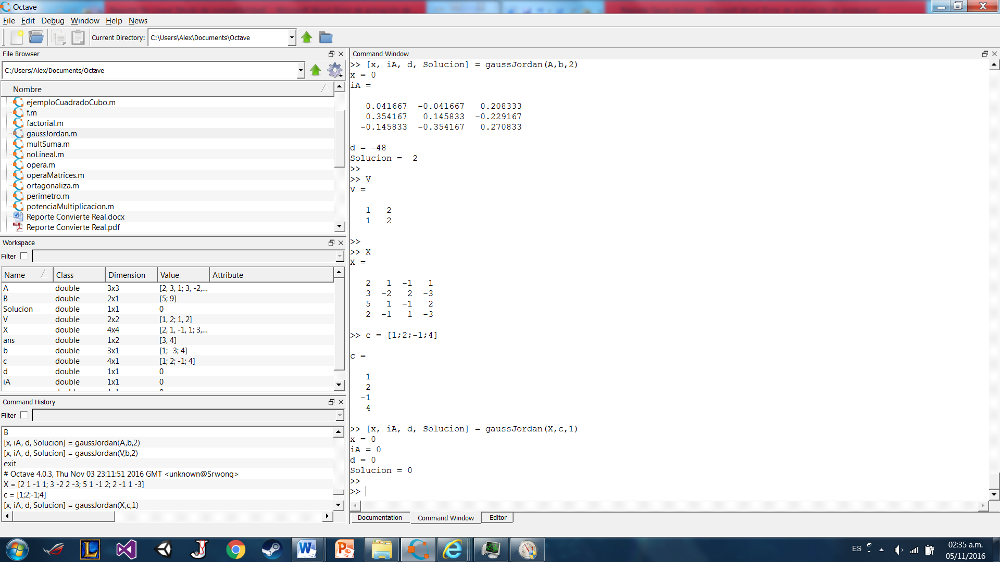 Octave
File Edit Debug Window Help News
Current Directory: C:\Users\Alex\Documents\Octave
File Browser
C:/Users/Alex/Documents/Octave
Nombre
ejemploCuadradoCubo.m
f.m
factorial.m
gaussJordan.m
multSuma.m
noLineal.m
opera.m
operaMatrices.m
ortagonaliza.m
perimetro.m
potenciaMultiplicacion.m
Reporte Convierte Real.docx
Reporte Convierte Real.pdf
Workspace
Filter
Name Class Dimension Value Attribute
A double 3x3 [2, 3, 1; 3, -2,...
B double 2x1 [5; 9]
Solucion double 1x1 0
V double 2x2 [1, 2; 1, 2]
X double 4x4 [2, 1, -1, 1; 3,...
ans double 1x2 [3, 4]
b double 3x1 [1; -3; 4]
c double 4x1 [1; 2; -1; 4]
d double 1x1 0
iA double 1x1 0
Command History
Filter
B
[x, iA, d, Solucion] = gaussJordan(A,b,2)
[x, iA, d, Solucion] = gaussJordan(V,b,2)
exit
# Octave 4.0.3, Thu Nov 03 23:11:51 2016 GMT <unknown@Srwong>
X = [2 1 -1 1; 3 -2 2 -3; 5 1 -1 2; 2 -1 1 -3]
c = [1;2;-1;4]
[x, iA, d, Solucion] = gaussJordan(X,c,1)
Command Window
>> [x, iA, d, Solucion] = gaussJordan(A,b,2)
x = 0
iA =
0.041667 -0.041667 0.208333
0.354167 0.145833 -0.229167
-0.145833 -0.354167 0.270833
d = -48
Solucion = 2
>>
>> V
V =
1 2
1 2
>>
>> X
X =
2 1 -1 1
3 -2 2 -3
5 1 -1 2
2 -1 1 -3
>> c = [1;2;-1;4]
c =
1
2
-1
4
>> [x, iA, d, Solucion] = gaussJordan(X,c,1)
x = 0
iA = 0
d = 0
Solucion = 0
>>
>>
Documentation Command Window Editor
ES 02:35 a.m.
05/11/2016